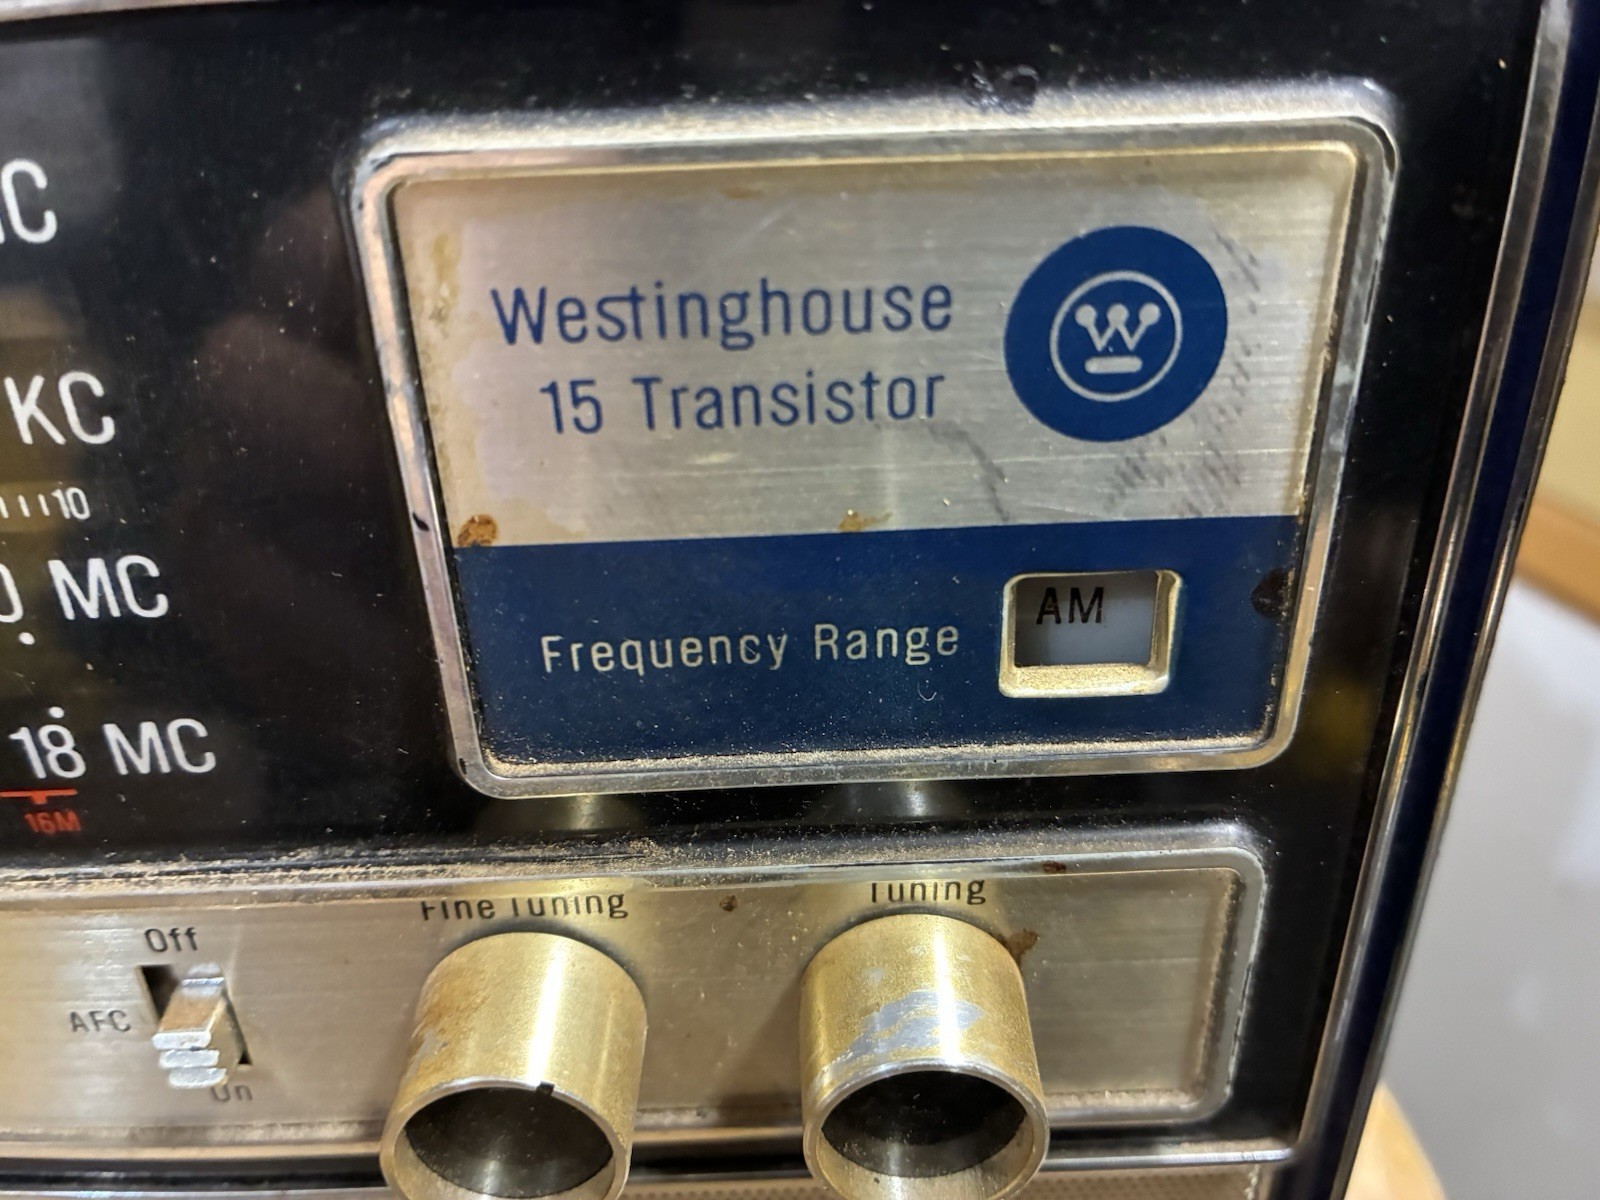 Westinghouse
15 Transistor
W
KC
10
MC
18 MC
16M
Frequency Range
AM
Fine Tuning
Tuning
Off
AFC
On